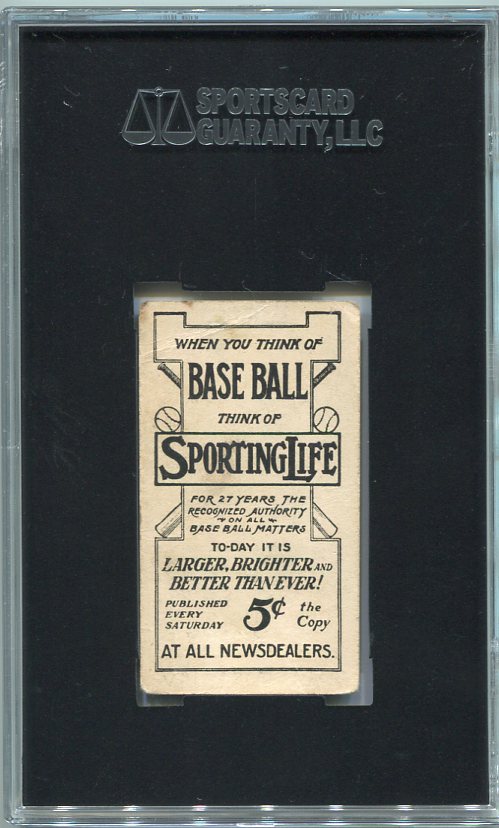 SPORTSCARD
GUARANTY, LLC
WHEN YOU THINK OF
BASE BALL
THINK OF
SPORTING LIFE
FOR 27 YEARS THE
RECOGNIZED AUTHORITY
ON ALL
BASE BALL MATTERS
TO-DAY IT IS
LARGER, BRIGHTER AND
BETTER THAN EVER!
PUBLISHED
EVERY
SATURDAY
5¢
the
Copy
AT ALL NEWSDEALERS.